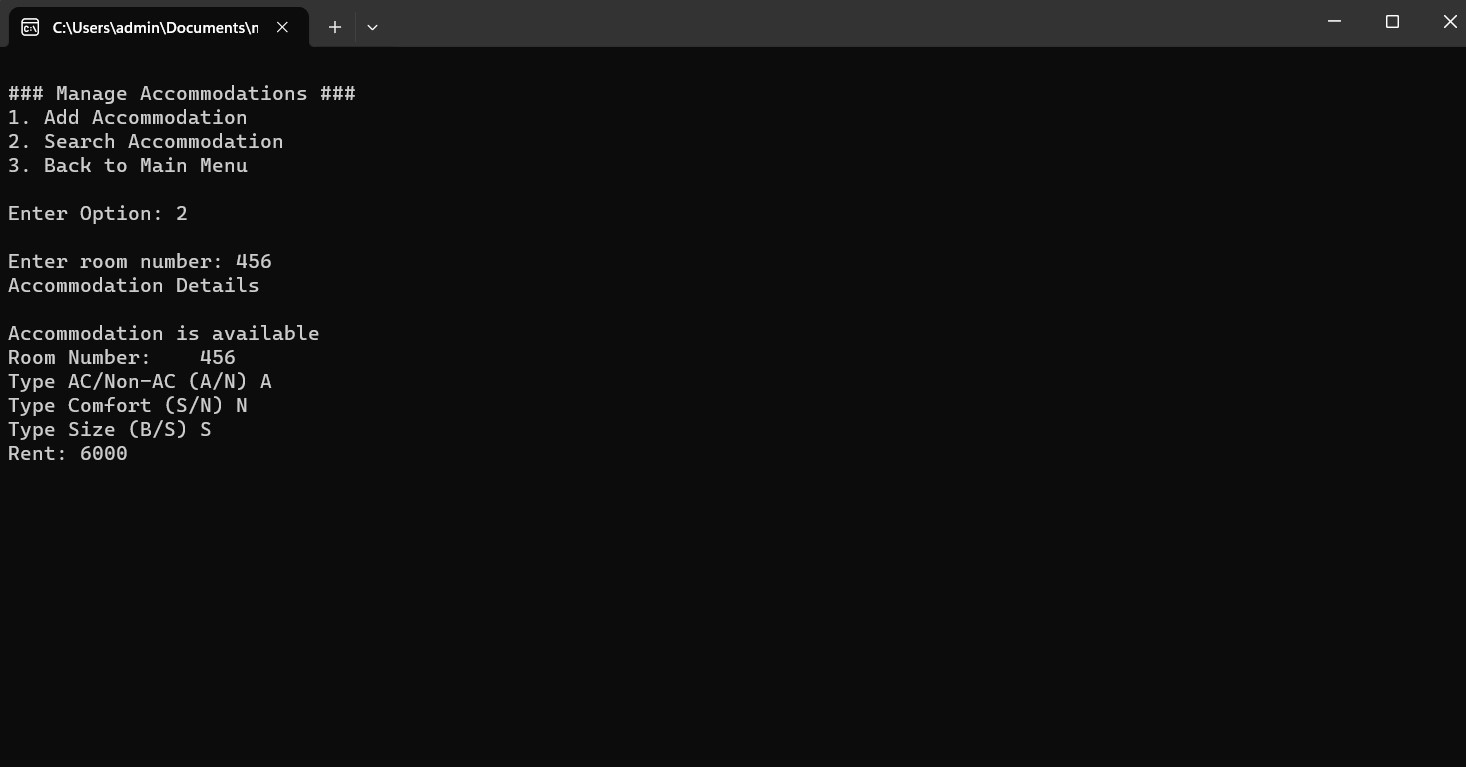 C:\Users\admin\Documents\n
### Manage Accommodations ###
1. Add Accommodation
2. Search Accommodation
3. Back to Main Menu
Enter Option: 2
Enter room number: 456
Accommodation Details
Accommodation is available
Room Number:    456
Type AC/Non-AC (A/N) A
Type Comfort (S/N) N
Type Size (B/S) S
Rent: 6000